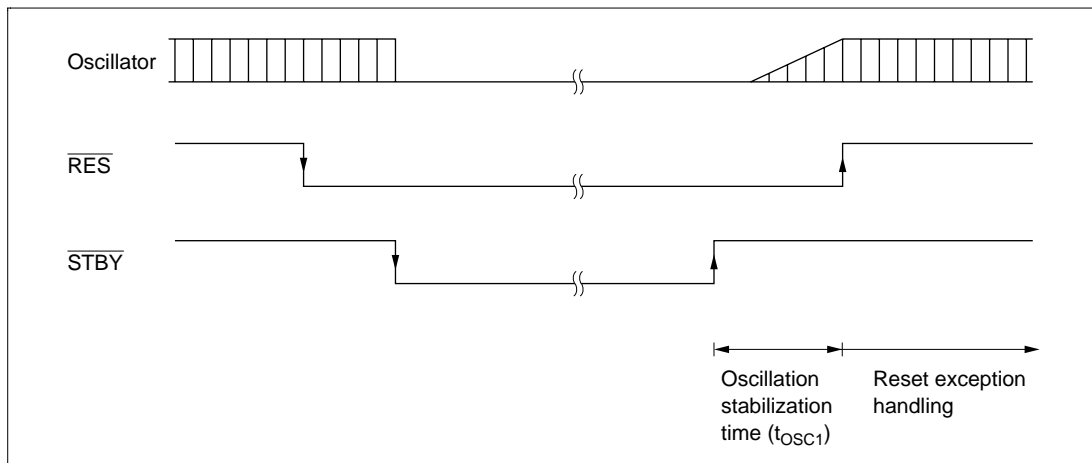 Oscillator
RES
STBY
Oscillation
stabilization
time (tOSC1)
Reset exception
handling